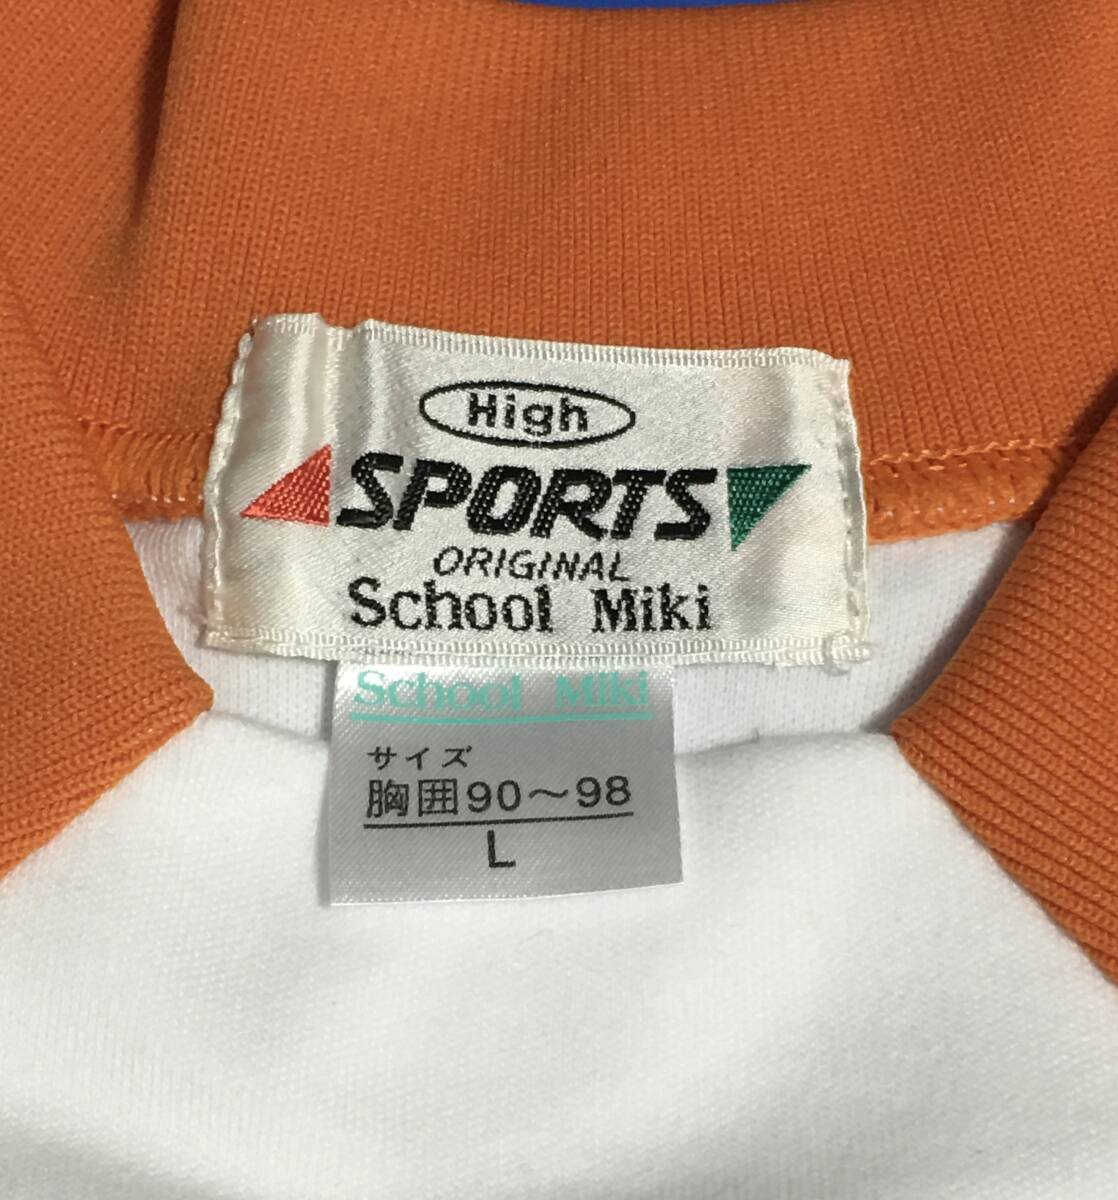 High
SPORTS
ORIGINAL
School Miki
School Miki
サイズ
胸囲90～98
L